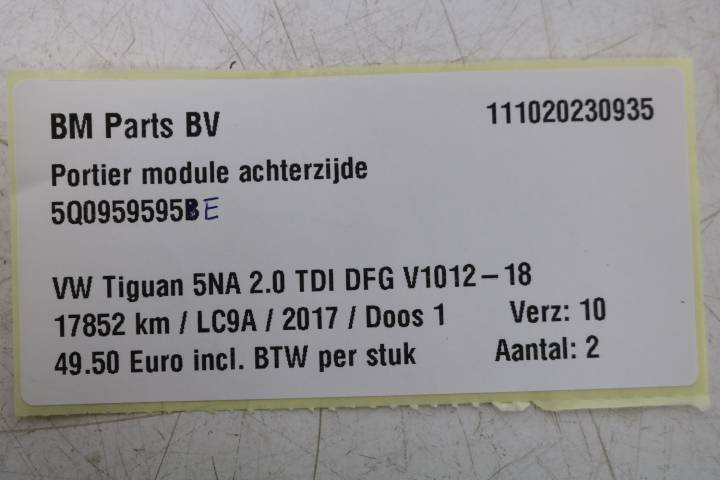 BM Parts BV 111020230935
Portier module achterzijde
5Q0959595B E
VW Tiguan 5NA 2.0 TDI DFG V1012 – 18
17852 km / LC9A / 2017 / Doos 1 Verz: 10
49.50 Euro incl. BTW per stuk Aantal: 2